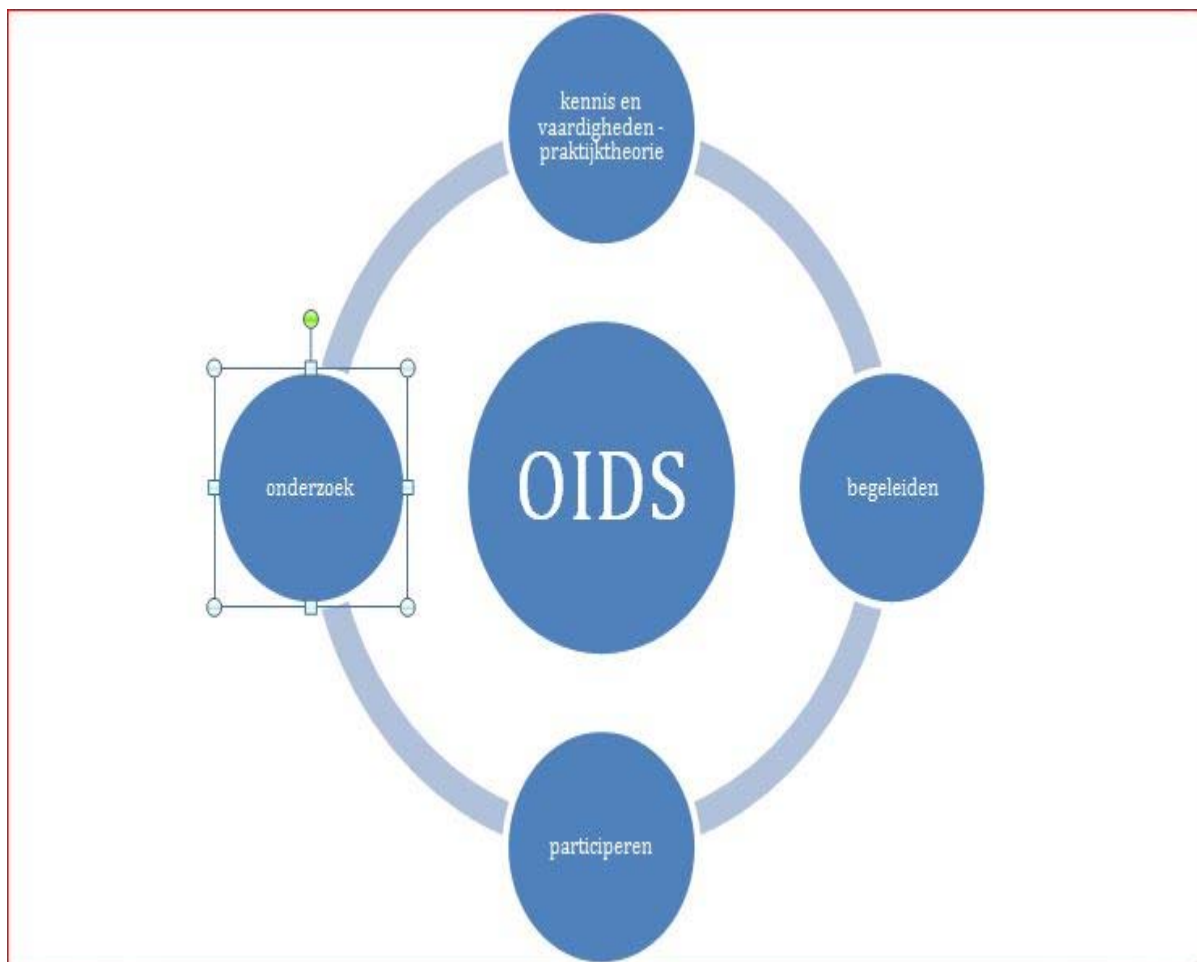 kennis en
vaardigheden -
praktijktheorie
onderzoek
OIDS
begeleiden
participeren